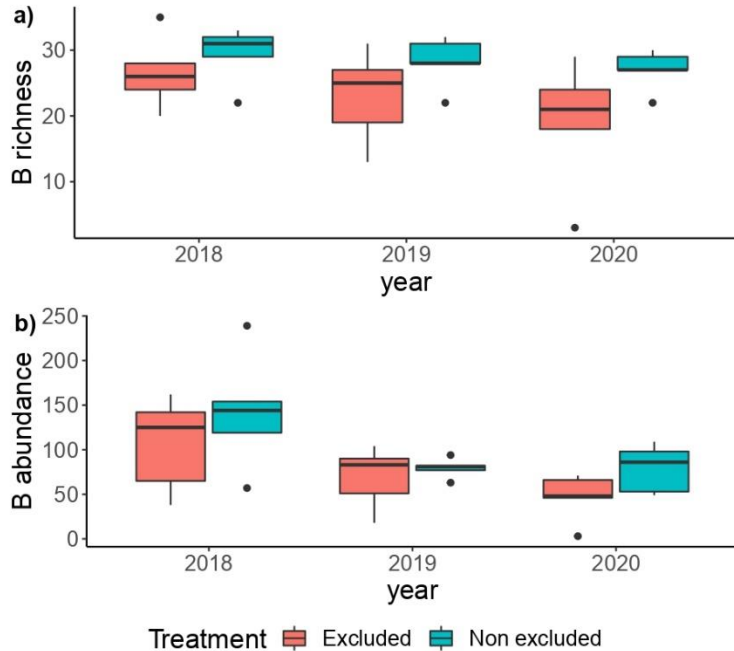 a)
B richness
30
20
10
2018 2019 2020
year
b)
B abundance
250
200
150
100
50
0
2018 2019 2020
year
Treatment Excluded Non excluded